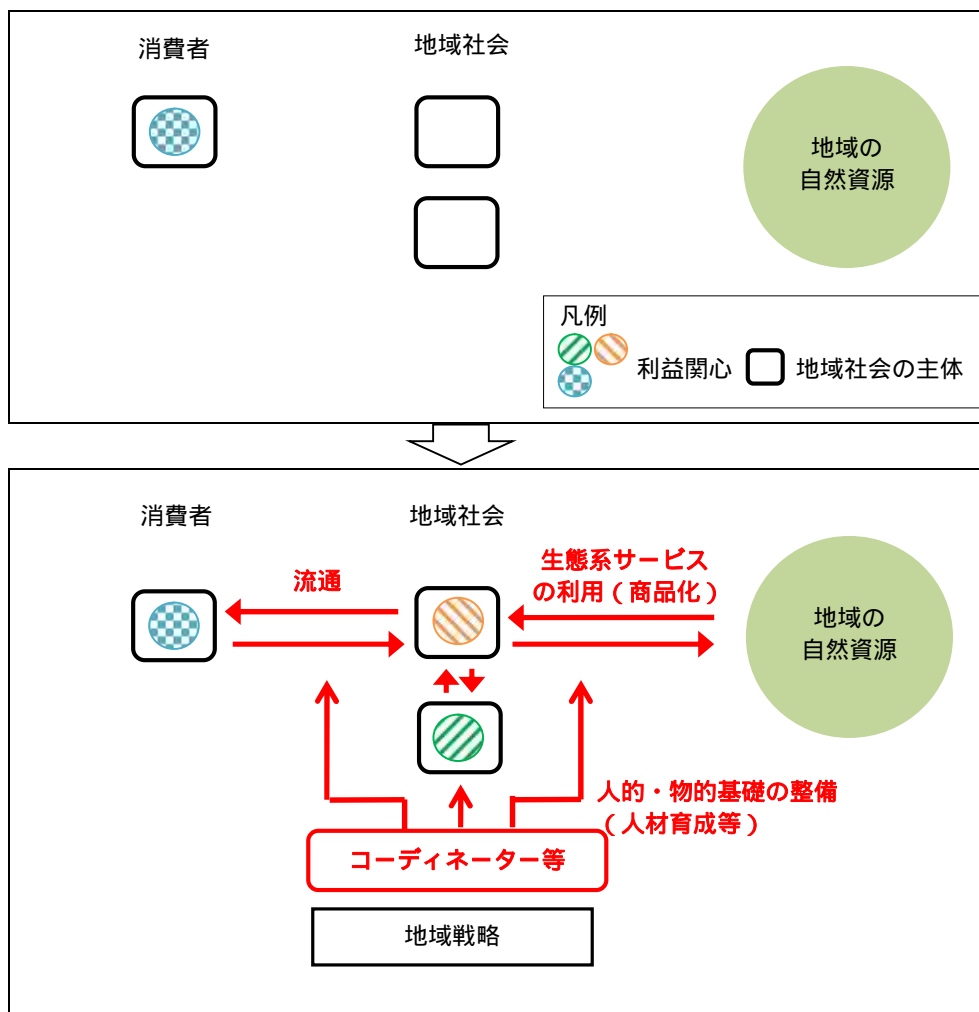 消費者
地域社会
地域の
自然資源
凡例
利益関心
地域社会の主体
消費者
地域社会
流通
生態系サービス
の利用（商品化）
地域の
自然資源
人的・物的基礎の整備
（人材育成等）
コーディネーター等
地域戦略